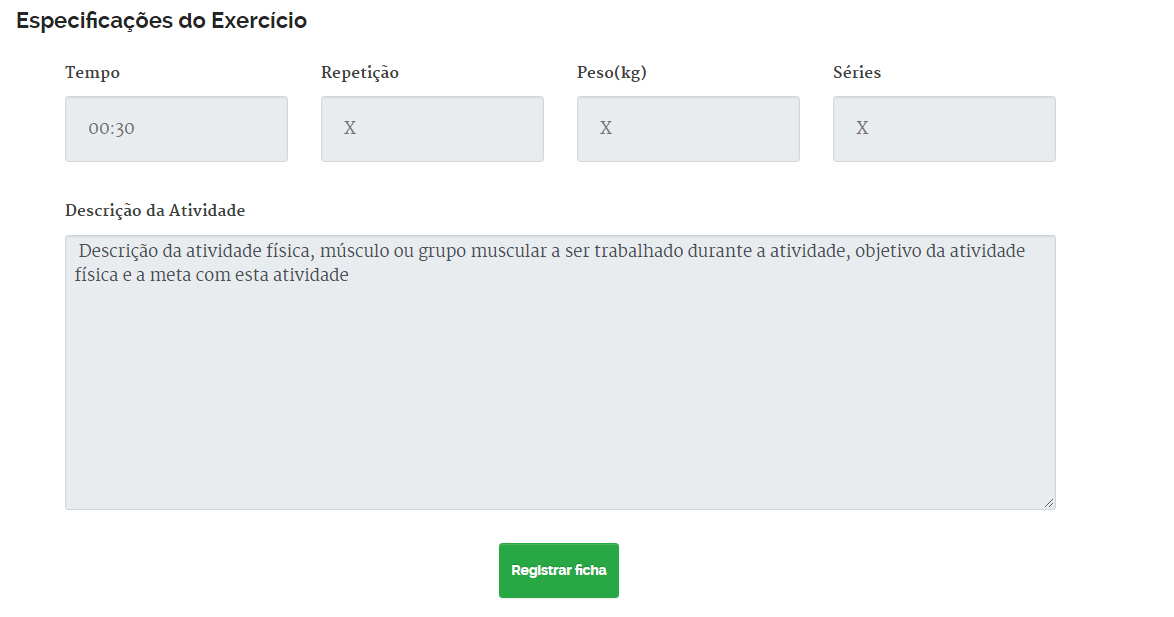 Especificações do Exercício
Tempo Repetição Peso(kg) Séries
00:30 X X X
Descrição da Atividade
Descrição da atividade física, músculo ou grupo muscular a ser trabalhado durante a atividade, objetivo da atividade
física e a meta com esta atividade
Registrar ficha